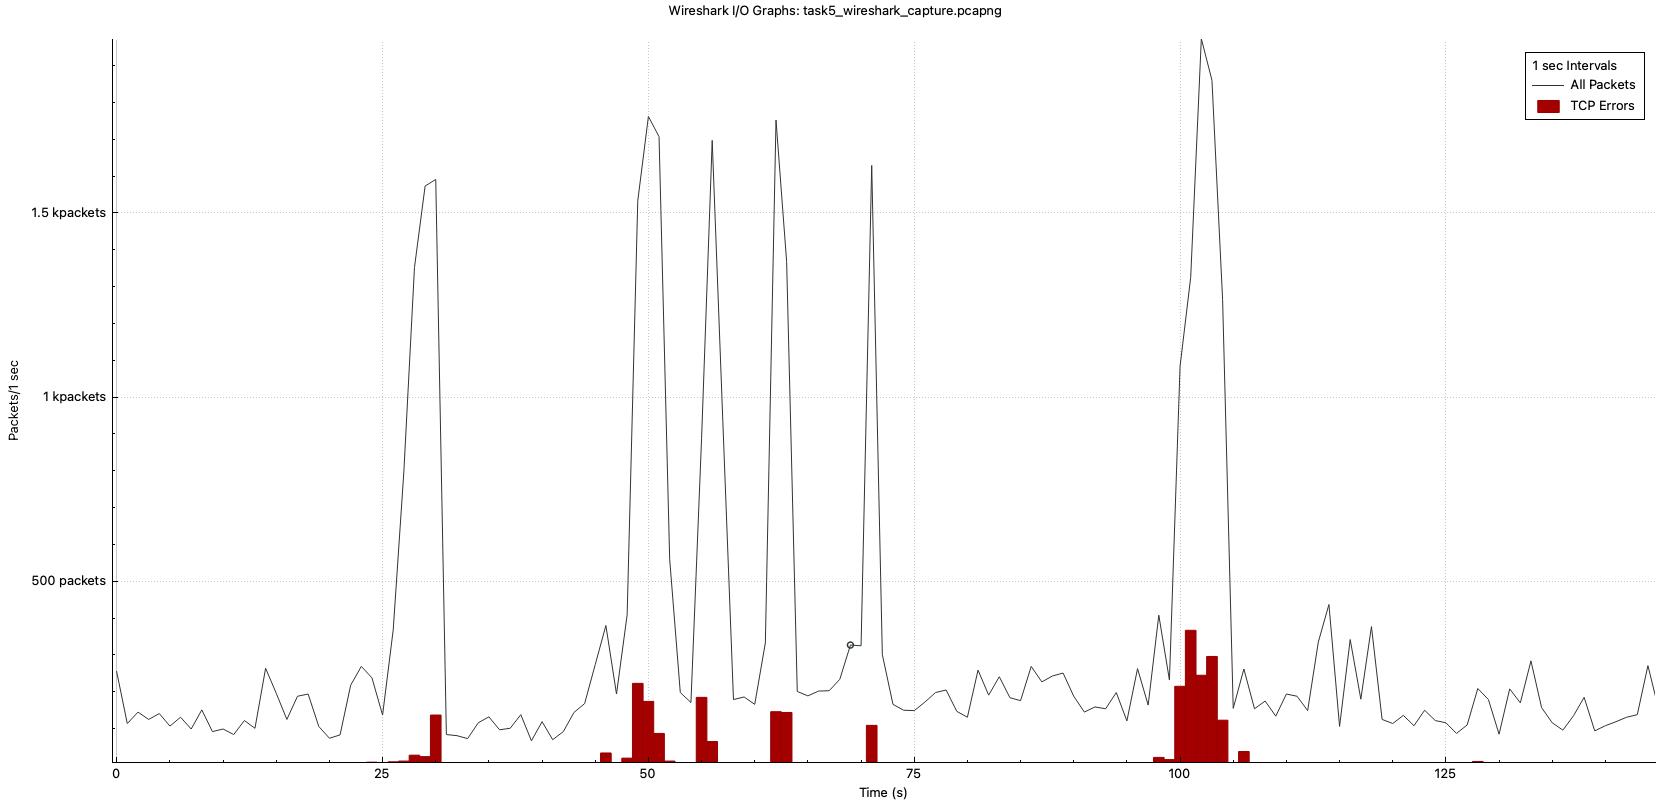 Wireshark I/O Graphs: task5_wireshark_capture.pcapng
1 sec Intervals
All Packets
TCP Errors
1.5 kpackets
1 kpackets
500 packets
Packets/1 sec
0
25
50
75
100
125
Time (s)